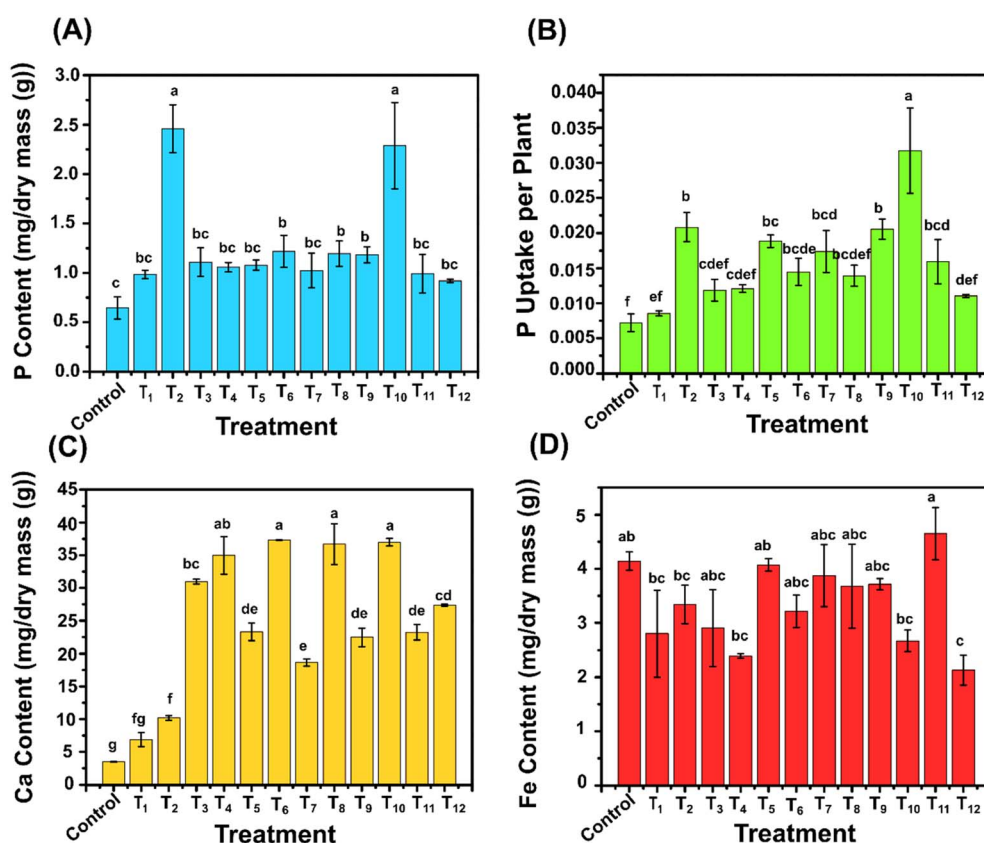 (A)
P Content (mg/dry mass (g))
3.0
2.5
2.0
1.5
1.0
0.5
0.0
c bc a bc bc bc b bc b b a bc bc
Control T1 T2 T3 T4 T5 T6 T7 T8 T9 T10 T11 T12
Treatment
(B)
P Uptake per Plant
0.040
0.035
0.030
0.025
0.020
0.015
0.010
0.005
0.000
f ef b cdef cdef bc bcde bcd bcdef b a bcd def
Control T1 T2 T3 T4 T5 T6 T7 T8 T9 T10 T11 T12
Treatment
(C)
Ca Content (mg/dry mass (g))
45
40
35
30
25
20
15
10
5
0
g fg f bc ab de a e a de a de cd
Control T1 T2 T3 T4 T5 T6 T7 T8 T9 T10 T11 T12
Treatment
(D)
Fe Content (mg/dry mass (g))
5
4
3
2
1
0
ab bc abc abc bc ab abc abc abc abc bc a c
Control T1 T2 T3 T4 T5 T6 T7 T8 T9 T10 T11 T12
Treatment